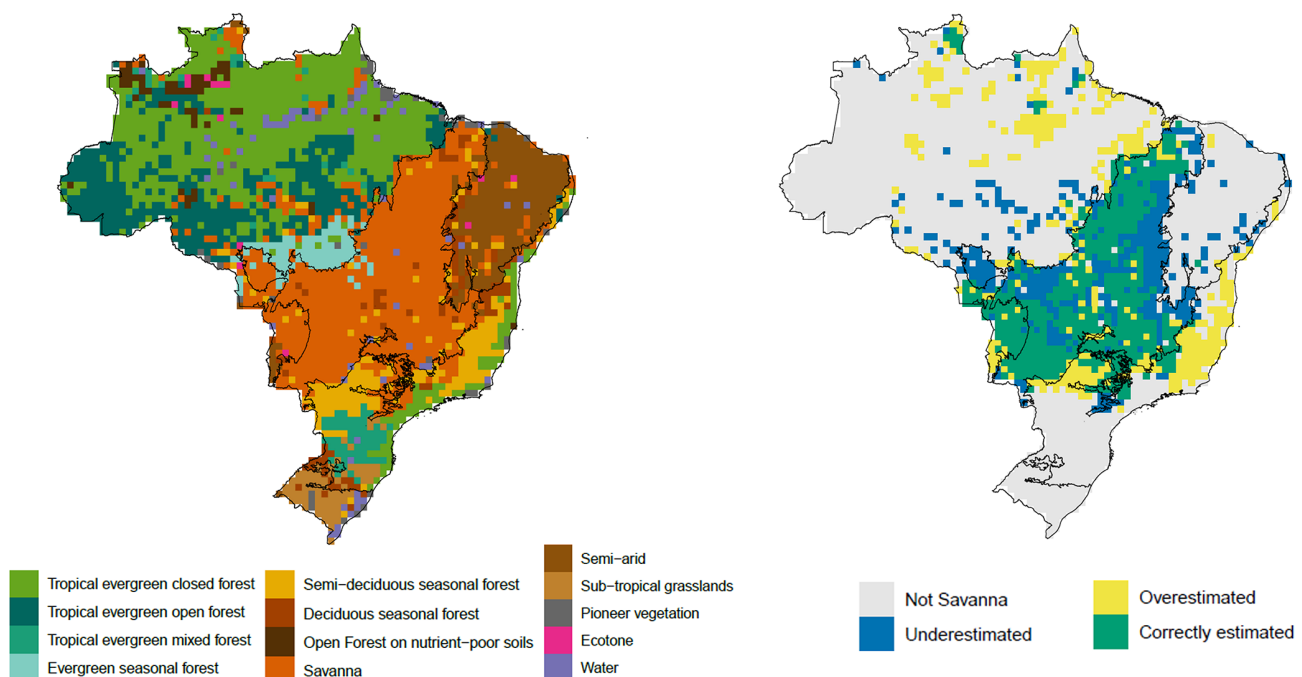 Tropical evergreen closed forest
Tropical evergreen open forest
Tropical evergreen mixed forest
Evergreen seasonal forest
Semi−deciduous seasonal forest
Deciduous seasonal forest
Open Forest on nutrient−poor soils
Savanna
Semi−arid
Sub−tropical grasslands
Pioneer vegetation
Ecotone
Water
Not Savanna
Underestimated
Overestimated
Correctly estimated